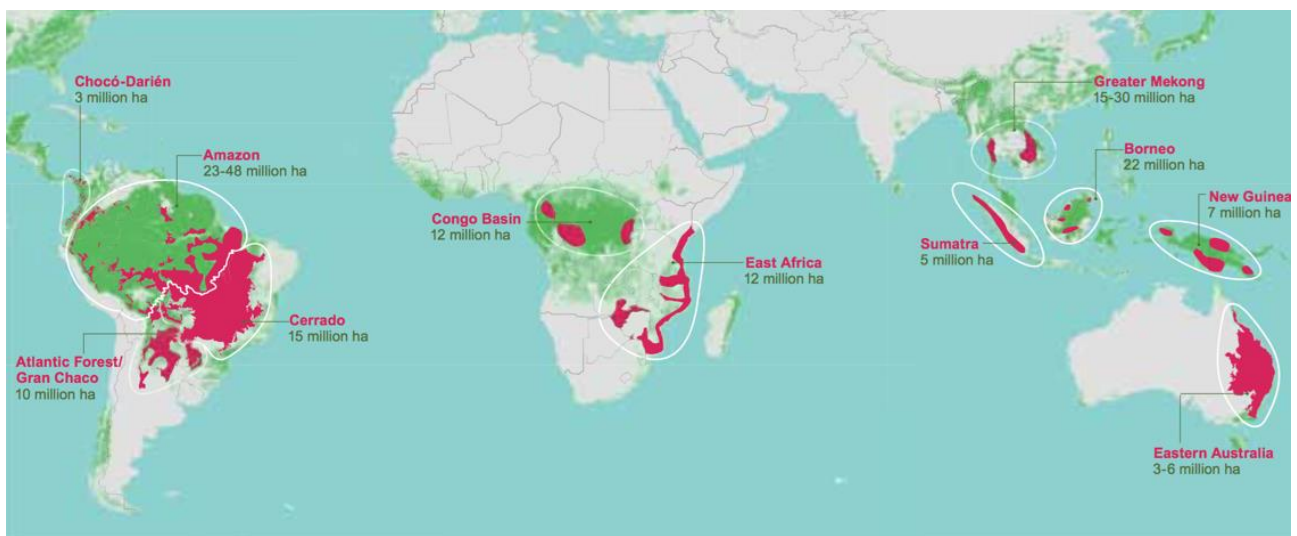 Chocó-Darién
3 million ha
Amazon
23-48 million ha
Cerrado
15 million ha
Atlantic Forest/
Gran Chaco
10 million ha
Congo Basin
12 million ha
East Africa
12 million ha
Greater Mekong
15-30 million ha
Borneo
22 million ha
New Guinea
7 million ha
Sumatra
5 million ha
Eastern Australia
3-6 million ha